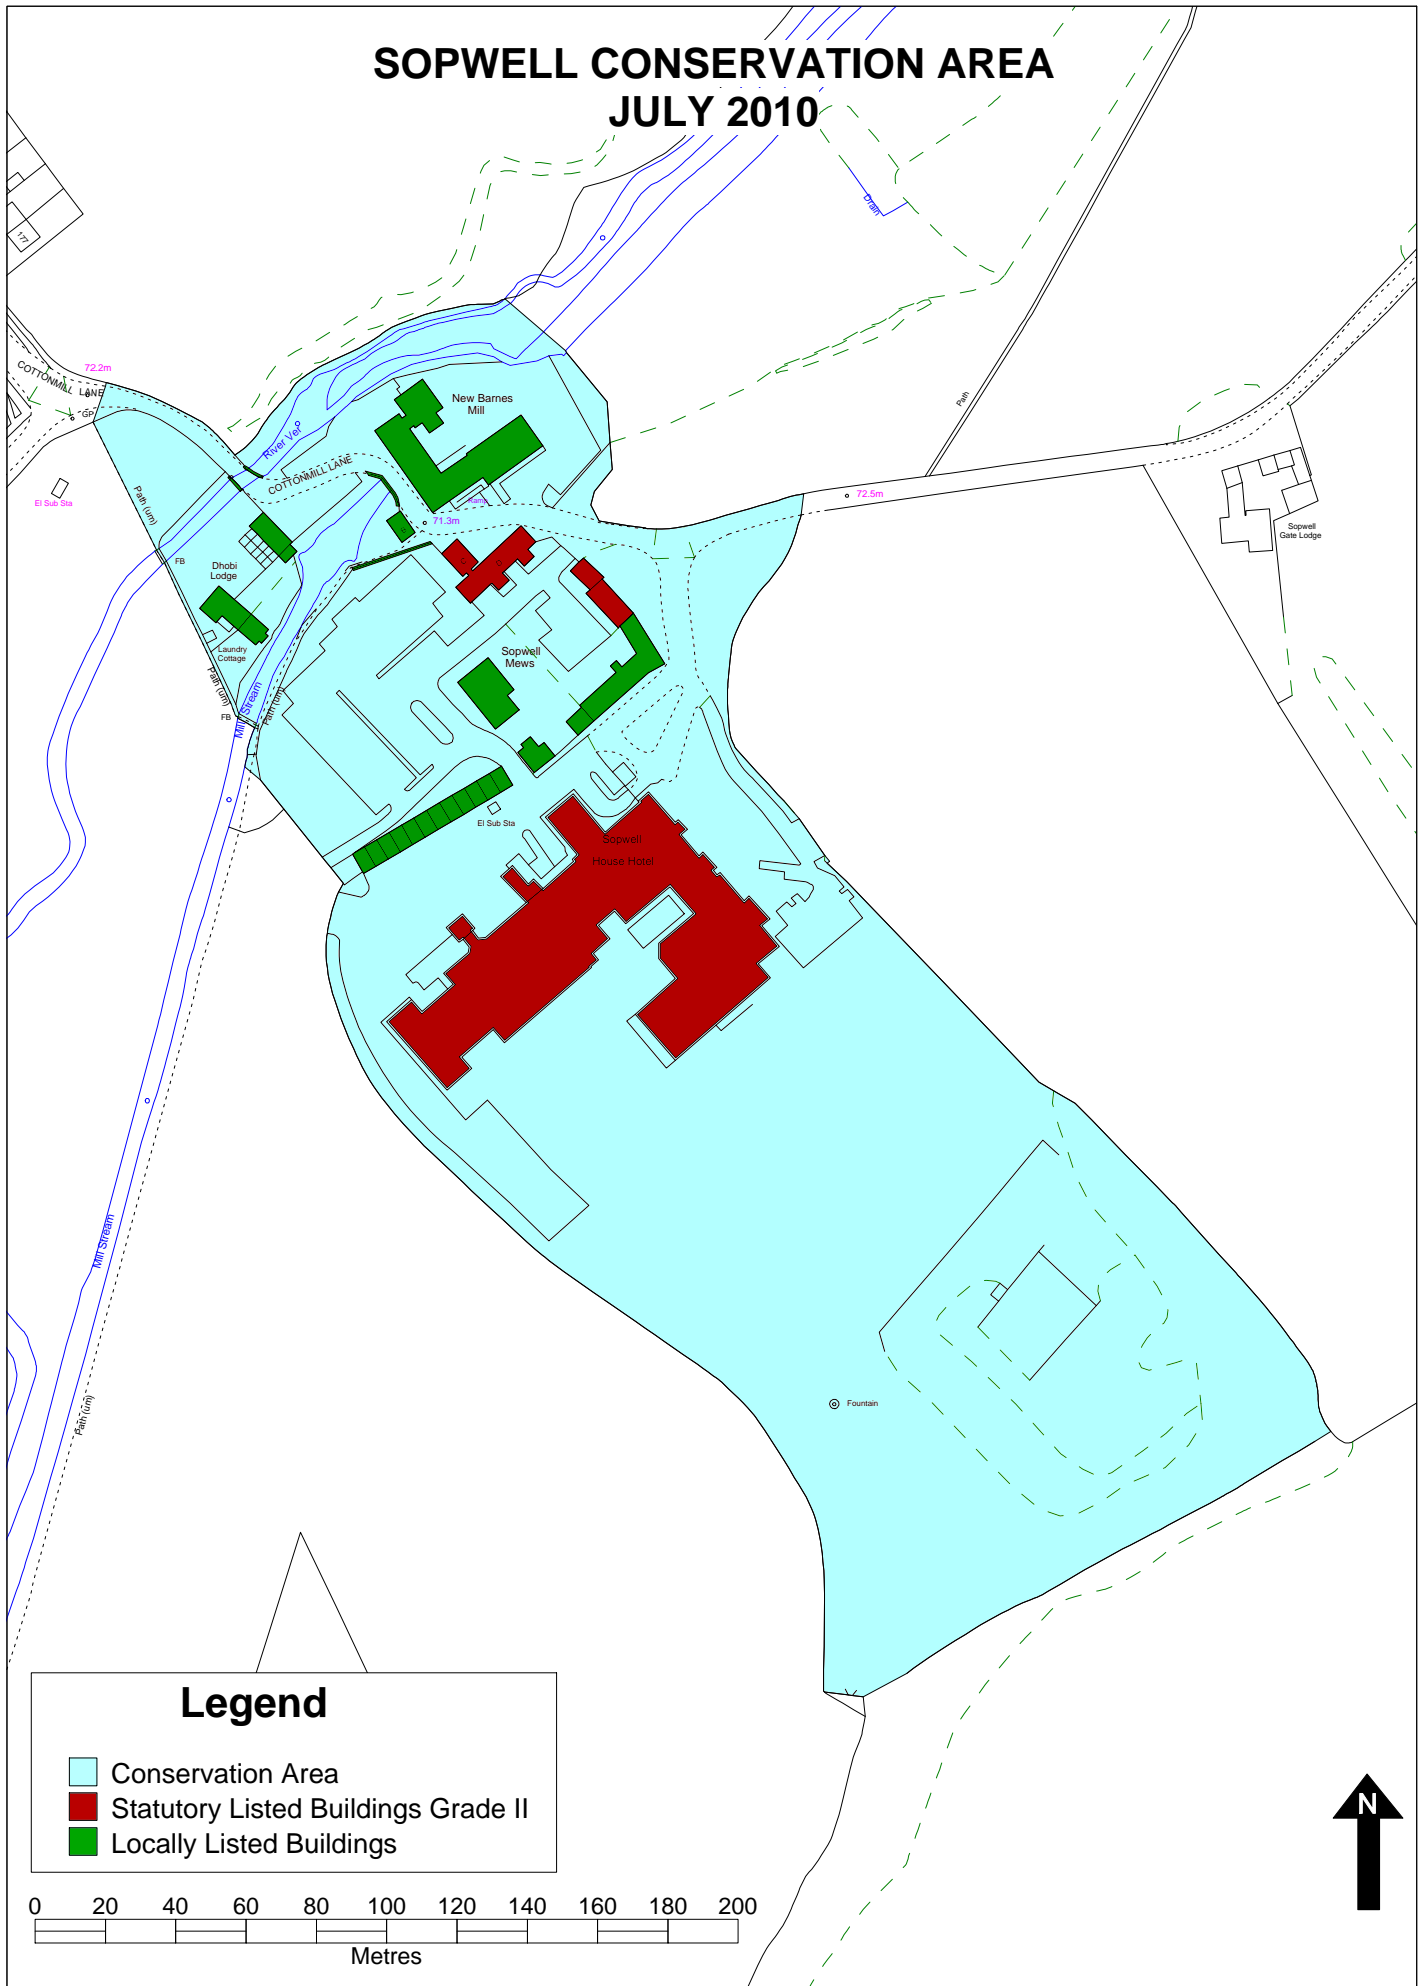 SOPWELL CONSERVATION AREA
JULY 2010
Drain
177
72.2m
COTTONMILL LANE
GP
Path
New Barnes
Mill
River Ver
COTTONMILL LANE
El Sub Sta
Path (um)
Ramp
72.5m
71.3m
Sopwell
Gate Lodge
FB
Dhobi
Lodge
Laundry
Cottage
Sopwell
Mews
Path (um)
FB
Mill Stream
Path (um)
El Sub Sta
Sopwell
House Hotel
Mill Stream
Path (um)
Fountain
Legend
Conservation Area
Statutory Listed Buildings Grade II
Locally Listed Buildings
N
0 20 40 60 80 100 120 140 160 180 200
Metres